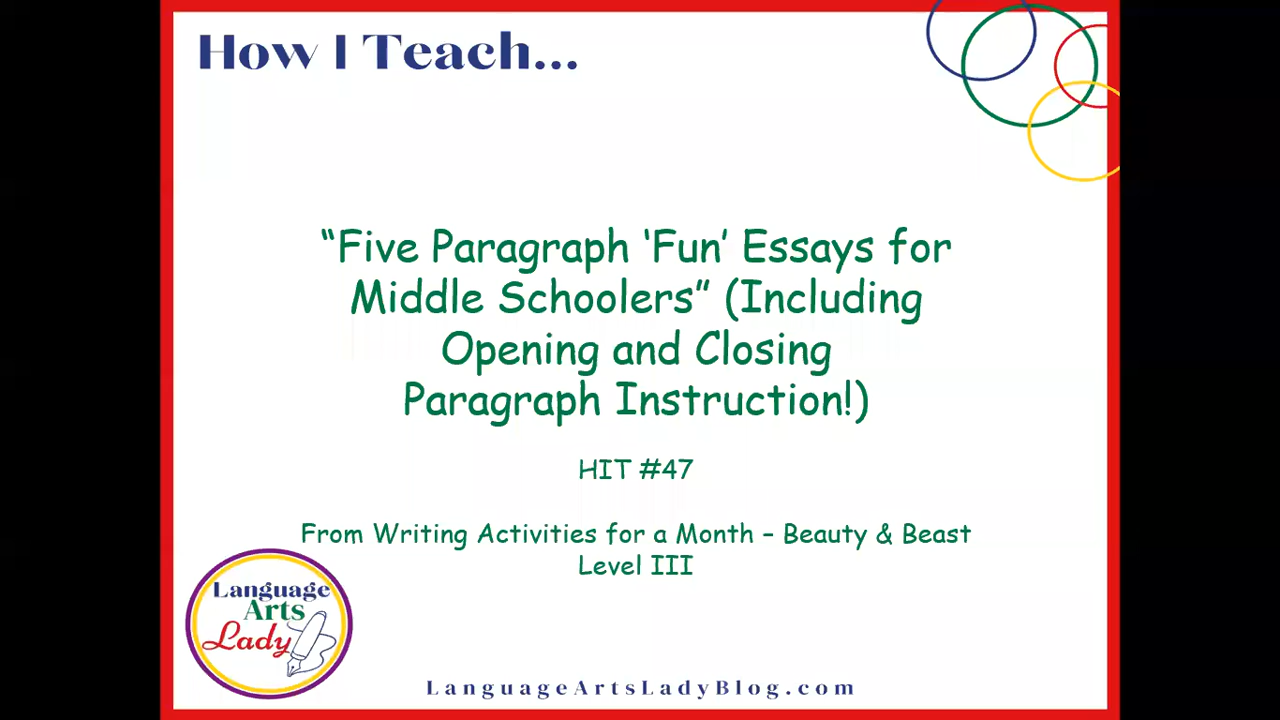 How I Teach...
“Five Paragraph ‘Fun’ Essays for
Middle Schoolers” (Including
Opening and Closing
Paragraph Instruction!)
HIT #47
From Writing Activities for a Month – Beauty & Beast
Level III
Language
Arts
Lady
LanguageArtsLadyBlog.com